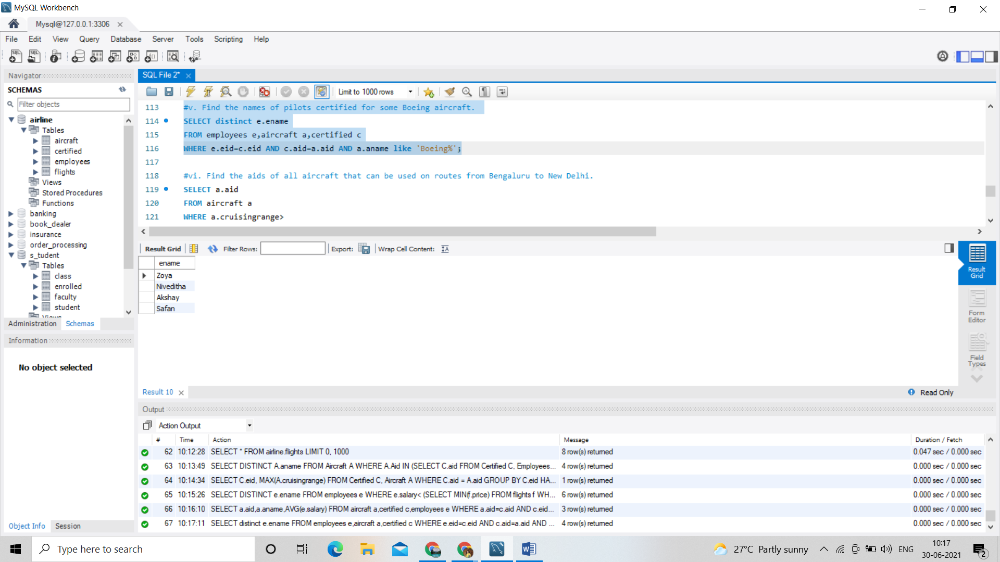 MySQL Workbench
Mysql@127.0.0.1:3306
File Edit View Query Database Server Tools Scripting Help
Navigator
SCHEMAS
Filter objects
airline
Tables
aircraft
certified
employees
flights
Views
Stored Procedures
Functions
banking
book_dealer
insurance
order_processing
s_tudent
Tables
class
enrolled
faculty
student
Views
Administration Schemas
Information
No object selected
Object Info Session
SQL File 2*
Limit to 1000 rows
113 #v. Find the names of pilots certified for some Boeing aircraft.
114 SELECT distinct e.ename
115 FROM employees e,aircraft a,certified c
116 WHERE e.eid=c.eid AND c.aid=a.aid AND a.aname like 'Boeing%';
117
118 #vi. Find the aids of all aircraft that can be used on routes from Bengaluru to New Delhi.
119 SELECT a.aid
120 FROM aircraft a
121 WHERE a.cruisingrange>
Result Grid Filter Rows: Export: Wrap Cell Content:
ename
Zoya
Niveditha
Akshay
Safan
Result Grid
Form Editor
Field Types
Result 10 Read Only
Output
Action Output
# Time Action Message Duration / Fetch
62 10:12:28 SELECT * FROM airline.flights LIMIT 0, 1000 8 row(s) returned 0.047 sec / 0.000 sec
63 10:13:49 SELECT DISTINCT A.aname FROM Aircraft A WHERE A.Aid IN (SELECT C.aid FROM Certified C, Employees... 4 row(s) returned 0.000 sec / 0.000 sec
64 10:14:34 SELECT C.eid, MAX(A.cruisingrange) FROM Certified C, Aircraft A WHERE C.aid = A.aid GROUP BY C.eid HA... 1 row(s) returned 0.000 sec / 0.000 sec
65 10:15:26 SELECT DISTINCT e.ename FROM employees e WHERE e.salary< (SELECT MIN(f.price) FROM flights f WH... 6 row(s) returned 0.000 sec / 0.000 sec
66 10:16:10 SELECT a.aid,a.aname,AVG(e.salary) FROM aircraft a,certified c,employees e WHERE a.aid=c.aid AND c.eid... 3 row(s) returned 0.000 sec / 0.000 sec
67 10:17:11 SELECT distinct e.ename FROM employees e,aircraft a,certified c WHERE e.eid=c.eid AND c.aid=a.aid AND ... 4 row(s) returned 0.000 sec / 0.000 sec
Type here to search
27°C Partly sunny ENG 10:17
30-06-2021
2